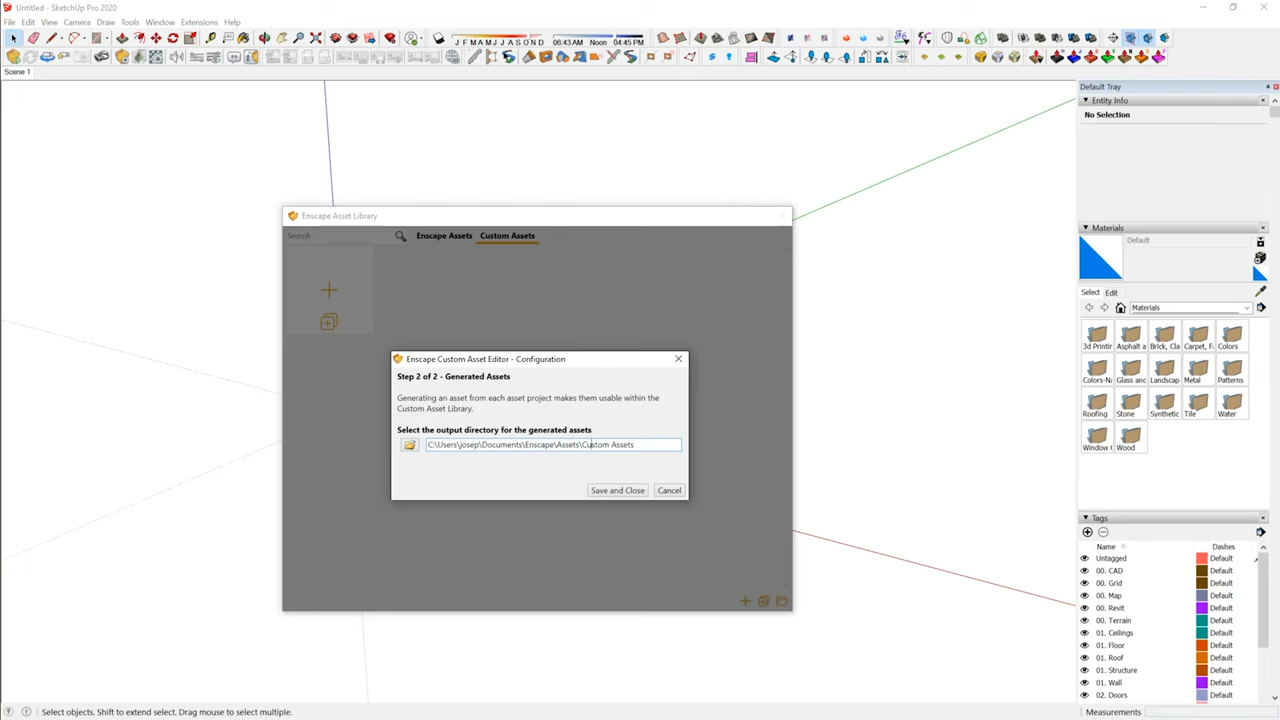 Untitled - SketchUp Pro 2020
File Edit View Camera Draw Tools Window Extensions Help
J F M A M J J A S O N D 06:43 AM Noon 04:45 PM
Scene 1
Default Tray
Entity Info
No Selection
Materials
Default
Select Edit
Materials
3d Printin Asphalt a Brick, Cla Carpet, F Colors
Colors-Na Glass and Landscap Metal Patterns
Roofing Stone Synthetic Tile Water
Window Wood
Tags
Name Dashes
Untagged Default
00. CAD Default
00. Grid Default
00. Map Default
00. Revit Default
00. Terrain Default
01. Ceilings Default
01. Floor Default
01. Roof Default
01. Structure Default
01. Wall Default
02. Doors Default
Enscape Asset Library
Search Enscape Assets Custom Assets
Enscape Custom Asset Editor - Configuration
Step 2 of 2 - Generated Assets
Generating an asset from each asset project makes them usable within the
Custom Asset Library.
Select the output directory for the generated assets
C:\Users\josep\Documents\Enscape\Assets\Custom Assets
Save and Close Cancel
Select objects. Shift to extend select. Drag mouse to select multiple.
Measurements